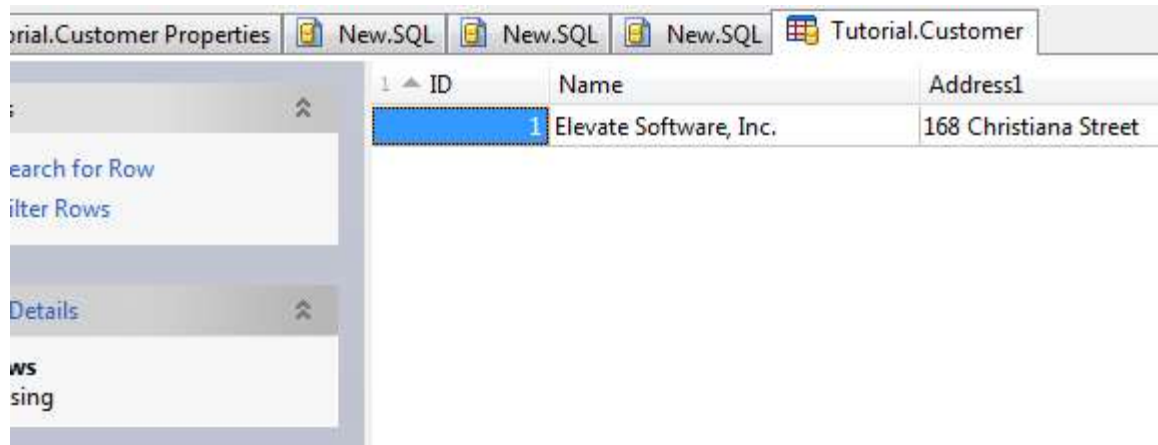 orial.Customer Properties New.SQL New.SQL New.SQL Tutorial.Customer
1 ID Name Address1
1 Elevate Software, Inc. 168 Christiana Street
s
earch for Row
ilter Rows
Details
ws
sing